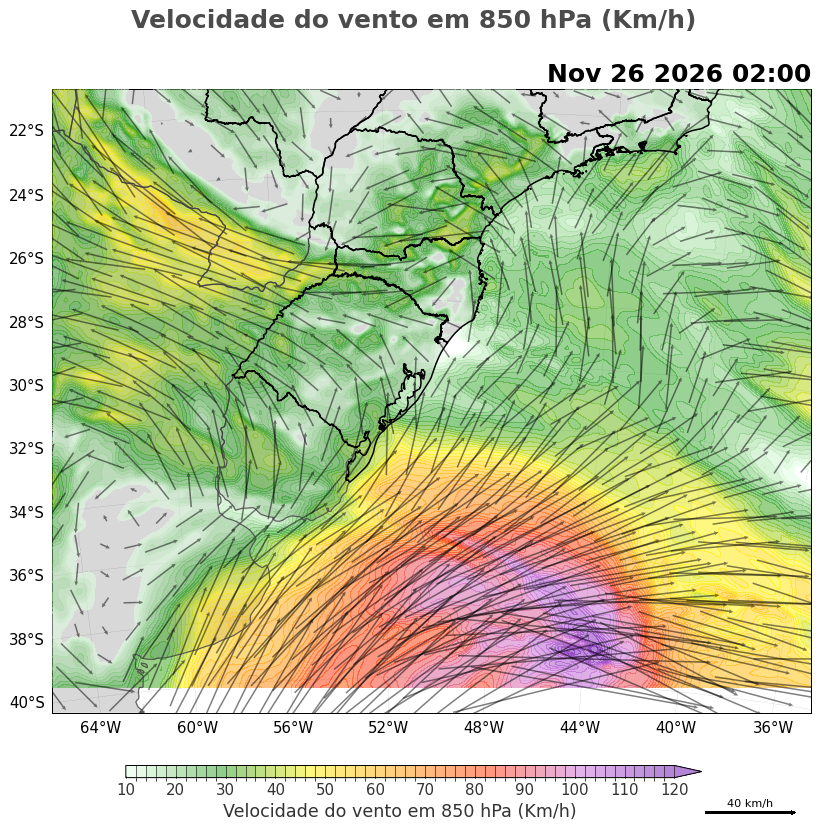 Velocidade do vento em 850 hPa (Km/h)
Nov 26 2026 02:00
22°S
24°S
26°S
28°S
30°S
32°S
34°S
36°S
38°S
40°S
64°W 60°W 56°W 52°W 48°W 44°W 40°W 36°W
10 20 30 40 50 60 70 80 90 100 110 120
Velocidade do vento em 850 hPa (Km/h)
40 km/h